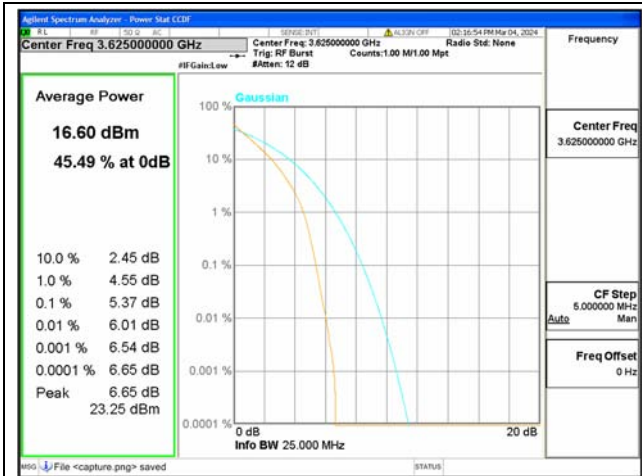 Agilent Spectrum Analyzer - Power Stat CCDF
RL RF 50 Ω AC SENSE:INT ALIGN OFF 02:16:54 PM Mar 04, 2024
Center Freq 3.625000000 GHz
Center Freq: 3.625000000 GHz Radio Std: None
Trig: RF Burst Counts:1.00 M/1.00 Mpt
#IFGain:Low #Atten: 12 dB
Frequency
Average Power
16.60 dBm
45.49 % at 0dB
10.0 % 2.45 dB
1.0 % 4.55 dB
0.1 % 5.37 dB
0.01 % 6.01 dB
0.001 % 6.54 dB
0.0001 % 6.65 dB
Peak 6.65 dB
23.25 dBm
Gaussian
100 %
10 %
1 %
0.1 %
0.01 %
0.001 %
0.0001 %
0 dB 20 dB
Info BW 25.000 MHz
Center Freq
3.625000000 GHz
CF Step
5.000000 MHz
Auto Man
Freq Offset
0 Hz
MSG File <capture.png> saved STATUS